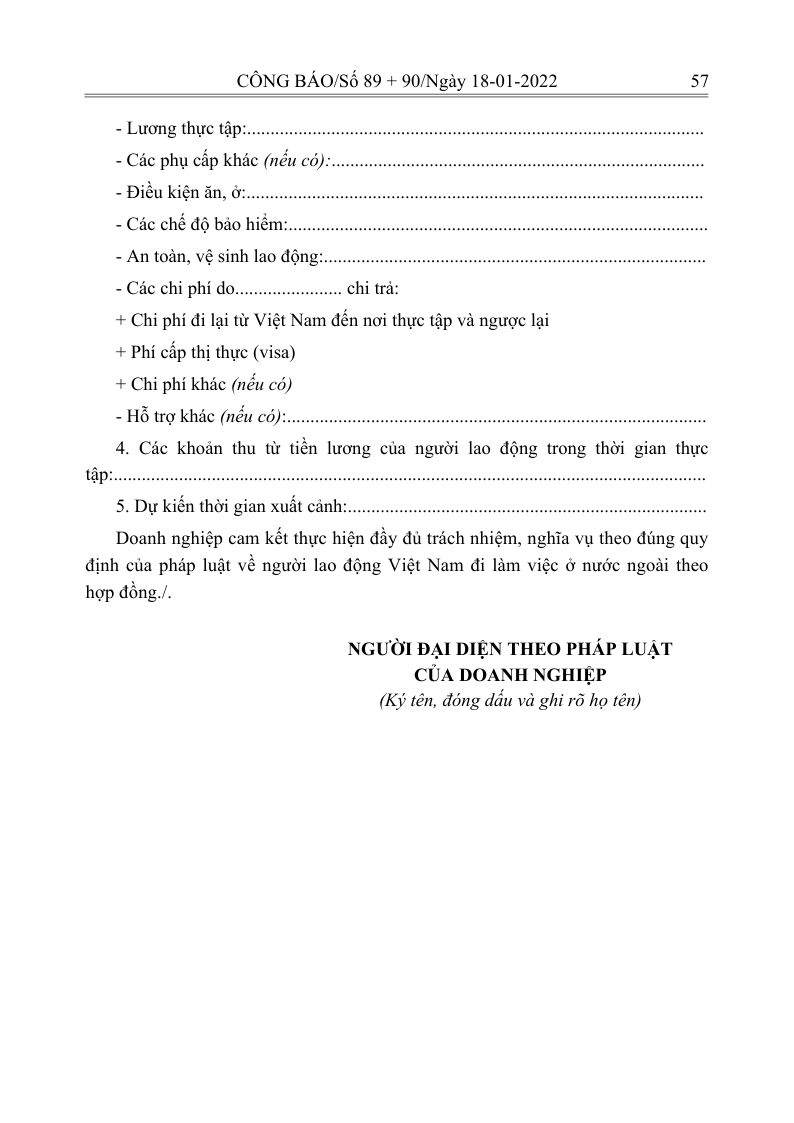 CÔNG BÁO/Số 89 + 90/Ngày 18-01-2022 57
- Lương thực tập:..................................................................................................
- Các phụ cấp khác (nếu có):................................................................................
- Điều kiện ăn, ở:..................................................................................................
- Các chế độ bảo hiểm:..........................................................................................
- An toàn, vệ sinh lao động:..................................................................................
- Các chi phí do....................... chi trả:
+ Chi phí đi lại từ Việt Nam đến nơi thực tập và ngược lại
+ Phí cấp thị thực (visa)
+ Chi phí khác (nếu có)
- Hỗ trợ khác (nếu có):..........................................................................................
4. Các khoản thu từ tiền lương của người lao động trong thời gian thực
tập:...............................................................................................................................
5. Dự kiến thời gian xuất cảnh:.............................................................................
Doanh nghiệp cam kết thực hiện đầy đủ trách nhiệm, nghĩa vụ theo đúng quy
định của pháp luật về người lao động Việt Nam đi làm việc ở nước ngoài theo
hợp đồng./.
NGƯỜI ĐẠI DIỆN THEO PHÁP LUẬT
CỦA DOANH NGHIỆP
(Ký tên, đóng dấu và ghi rõ họ tên)